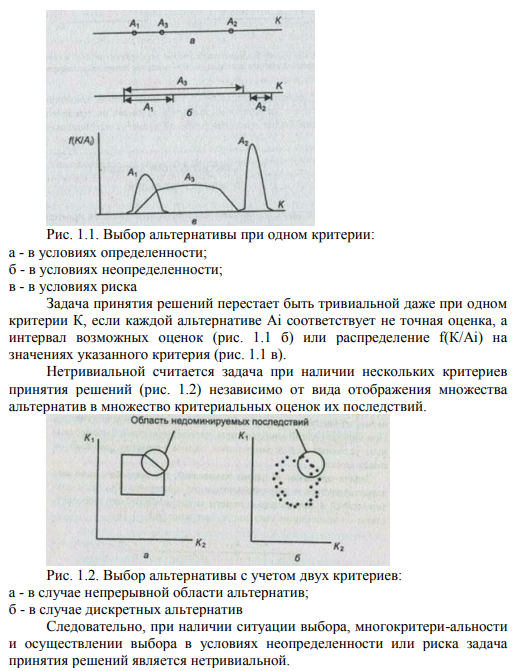 A₁ A₃ A₂ K
а
A₃ K
A₁ A₂
б
f(K/Aᵢ)
A₂
A₁
A₃
K
в
Рис. 1.1. Выбор альтернативы при одном критерии:
а - в условиях определенности;
б - в условиях неопределенности;
в - в условиях риска
Задача принятия решений перестает быть тривиальной даже при одном
критерии К, если каждой альтернативе Ai соответствует не точная оценка, а
интервал возможных оценок (рис. 1.1 б) или распределение f(К/Ai) на
значениях указанного критерия (рис. 1.1 в).
Нетривиальной считается задача при наличии нескольких критериев
принятия решений (рис. 1.2) независимо от вида отображения множества
альтернатив в множество критериальных оценок их последствий.
Область недоминируемых последствий
K₁ K₁
K₂ K₂
а б
Рис. 1.2. Выбор альтернативы с учетом двух критериев:
а - в случае непрерывной области альтернатив;
б - в случае дискретных альтернатив
Следовательно, при наличии ситуации выбора, многокритери-альности
и осуществлении выбора в условиях неопределенности или риска задача
принятия решений является нетривиальной.